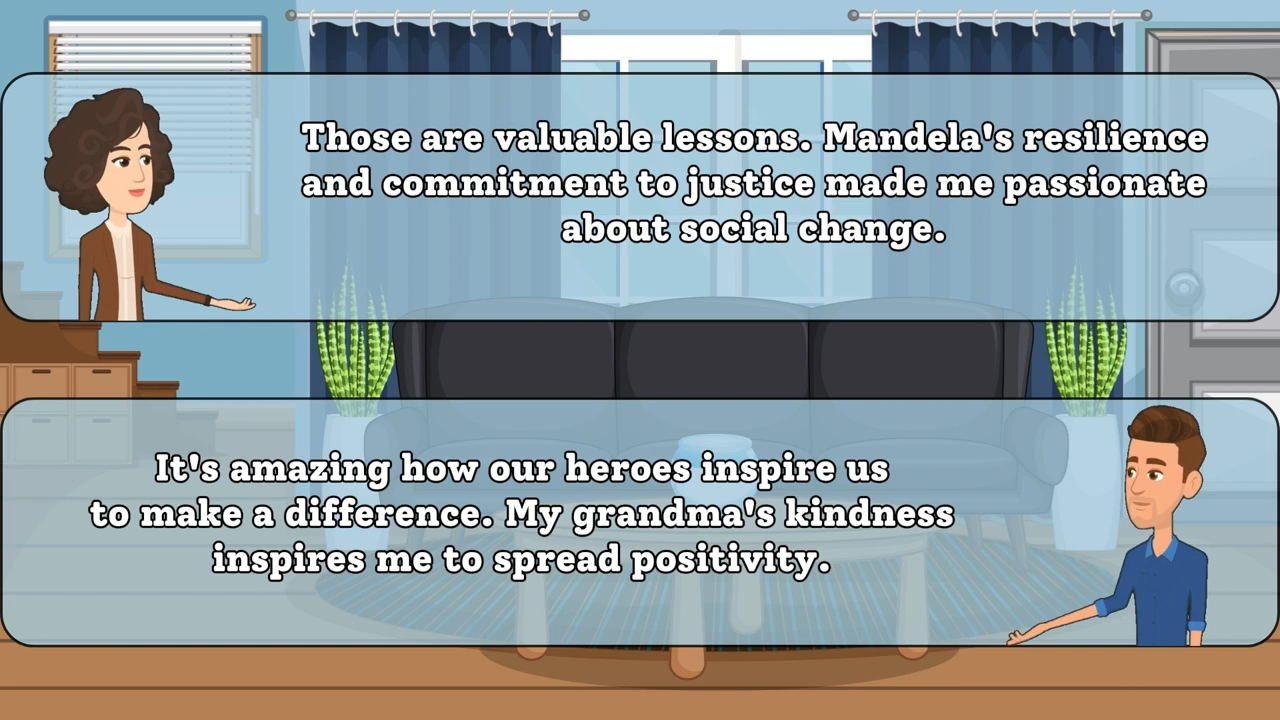 Those are valuable lessons. Mandela's resilience
and commitment to justice made me passionate
about social change.
It's amazing how our heroes inspire us
to make a difference. My grandma's kindness
inspires me to spread positivity.